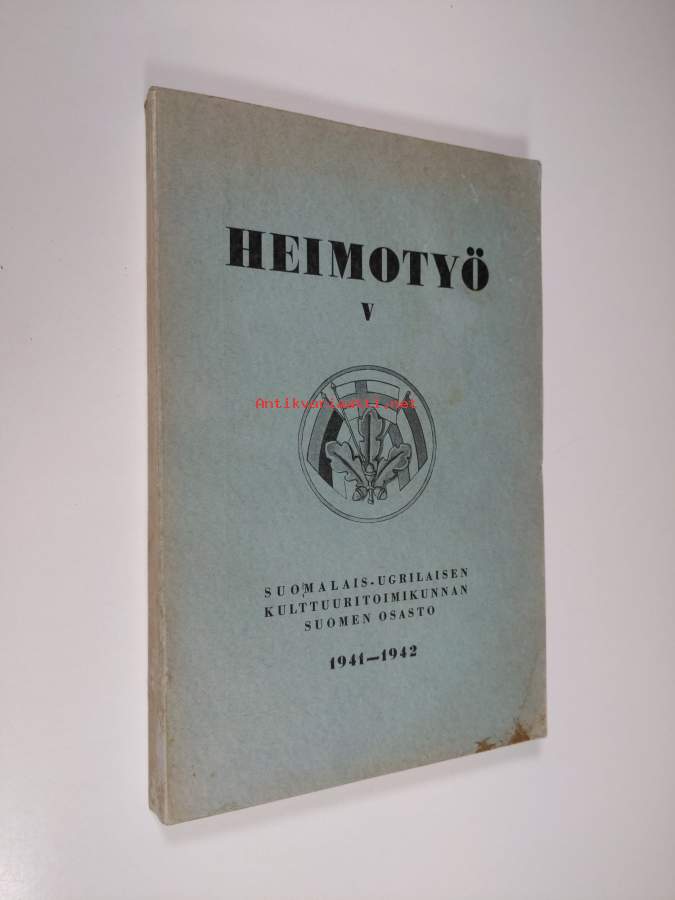 HEIMOTYÖ
V
Antikvariaatti.net
SUOMALAIS-UGRILAISEN
KULTTUURITOIMIKUNNAN
SUOMEN OSASTO
1941—1942